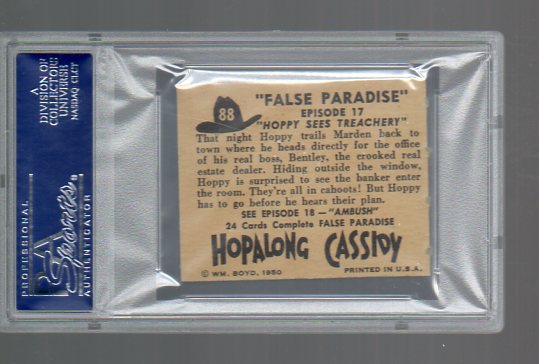 A
DIVISION OF
COLLECTORS
UNIVERSE
NASDAQ: CLCT
PROFESSIONAL
PSA
Sports
AUTHENTICATOR
88
"FALSE PARADISE"
EPISODE 17
"HOPPY SEES TREACHERY"
That night Hoppy trails Marden back to
town where he heads directly for the office
of his real boss, Bentley, the crooked real
estate dealer. Hiding outside the window,
Hoppy is surprised to see the banker enter
the room. They're all in cahoots! But Hoppy
has to go before he hears their plan.
SEE EPISODE 18 — "AMBUSH"
24 Cards Complete FALSE PARADISE
HOPALONG CASSIDY
© WM. BOYD, 1950
PRINTED IN U.S.A.